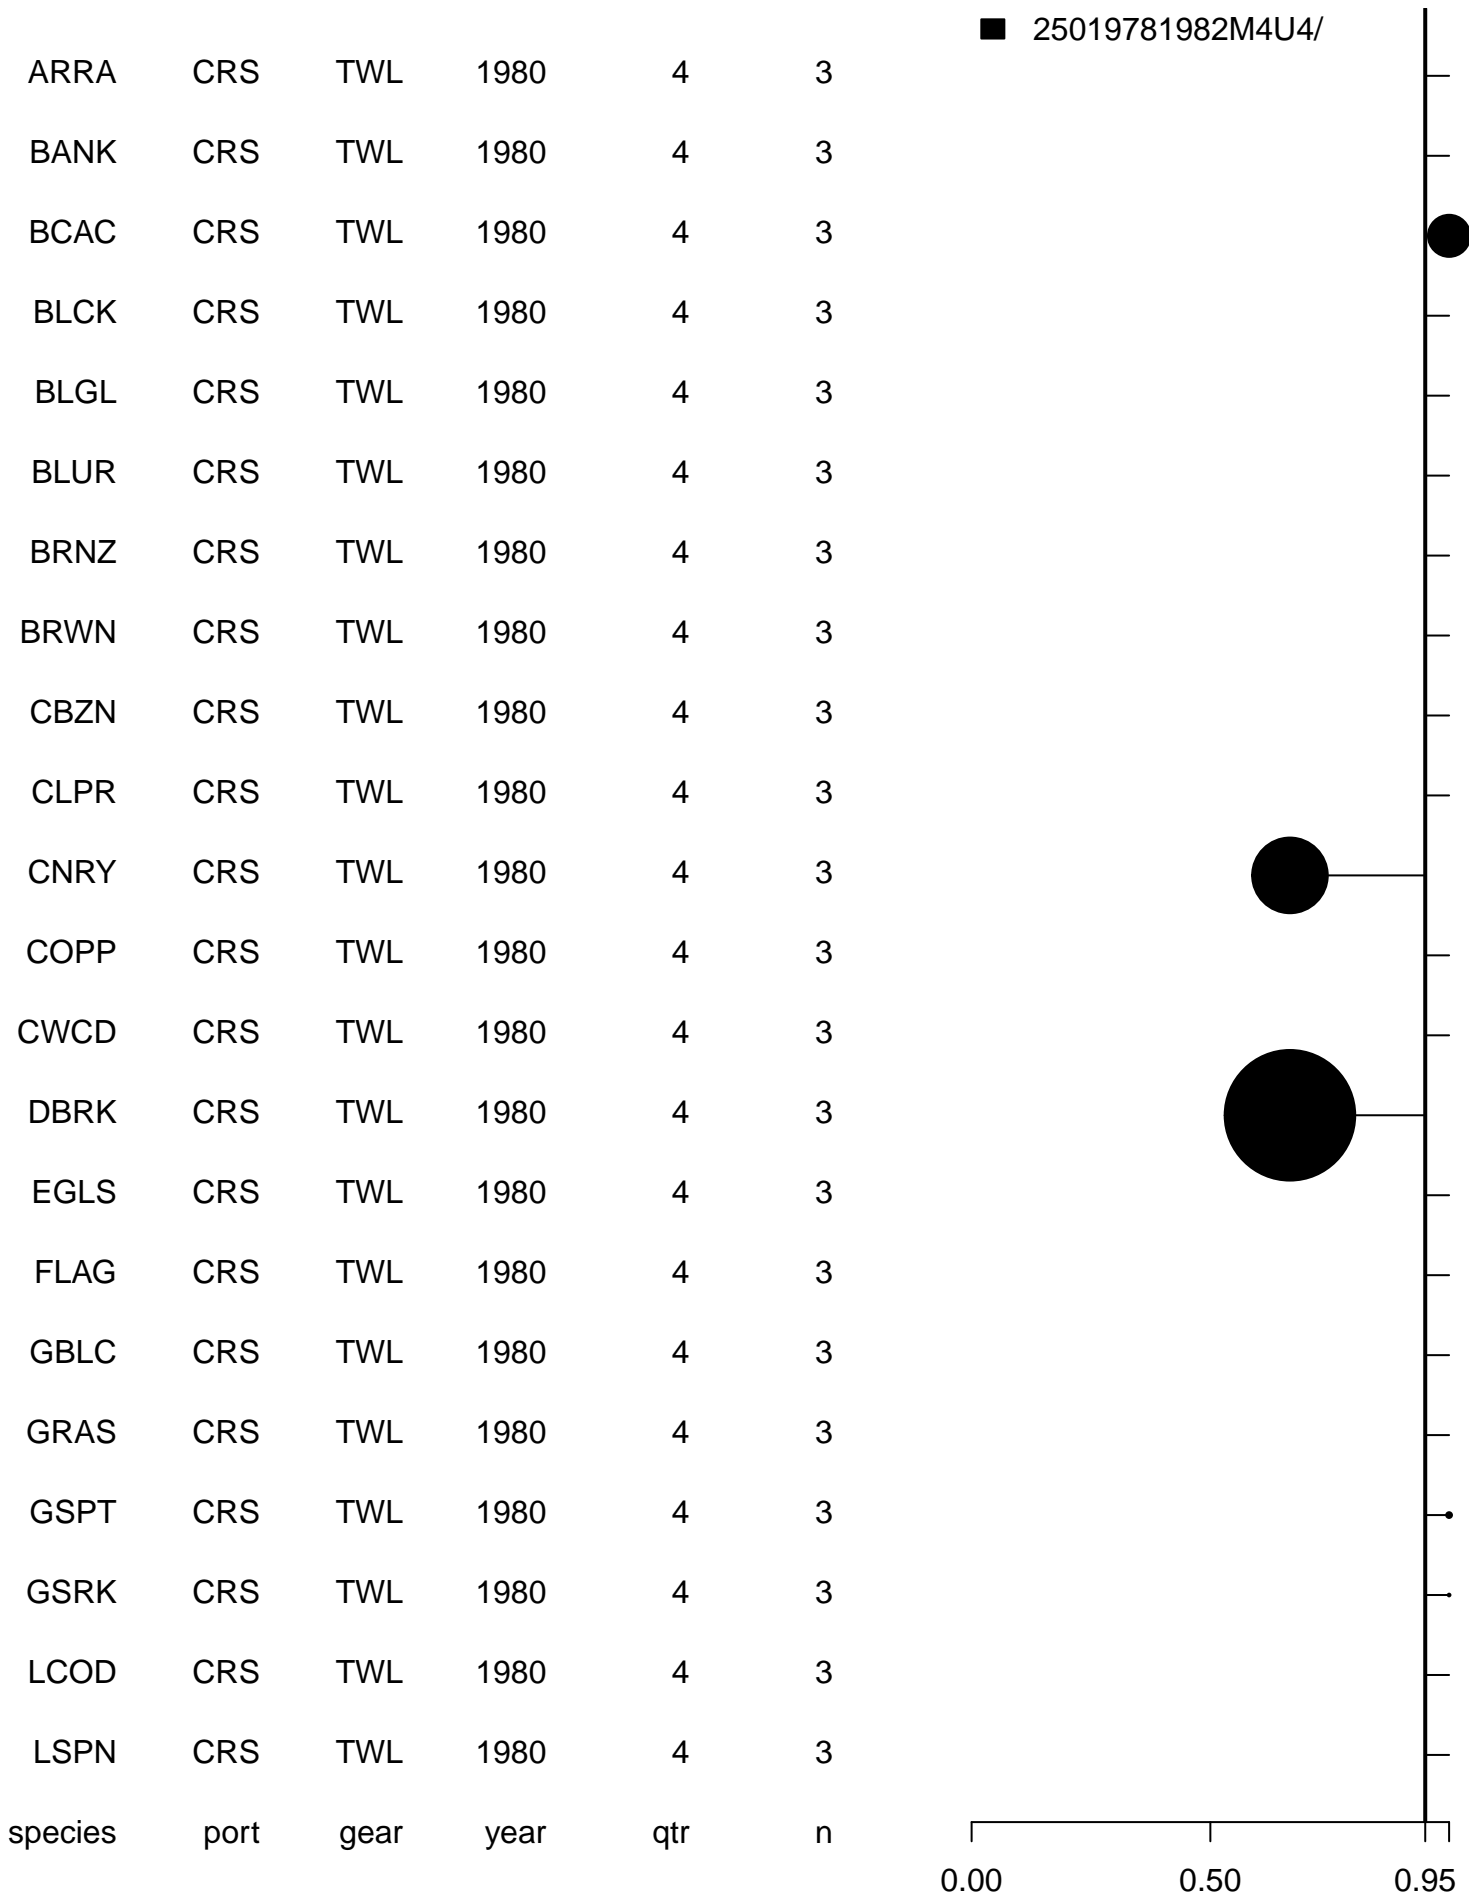 25019781982M4U4/
ARRA CRS TWL 1980 4 3
BANK CRS TWL 1980 4 3
BCAC CRS TWL 1980 4 3
BLCK CRS TWL 1980 4 3
BLGL CRS TWL 1980 4 3
BLUR CRS TWL 1980 4 3
BRNZ CRS TWL 1980 4 3
BRWN CRS TWL 1980 4 3
CBZN CRS TWL 1980 4 3
CLPR CRS TWL 1980 4 3
CNRY CRS TWL 1980 4 3
COPP CRS TWL 1980 4 3
CWCD CRS TWL 1980 4 3
DBRK CRS TWL 1980 4 3
EGLS CRS TWL 1980 4 3
FLAG CRS TWL 1980 4 3
GBLC CRS TWL 1980 4 3
GRAS CRS TWL 1980 4 3
GSPT CRS TWL 1980 4 3
GSRK CRS TWL 1980 4 3
LCOD CRS TWL 1980 4 3
LSPN CRS TWL 1980 4 3
species port gear year qtr n
0.00 0.50 0.95